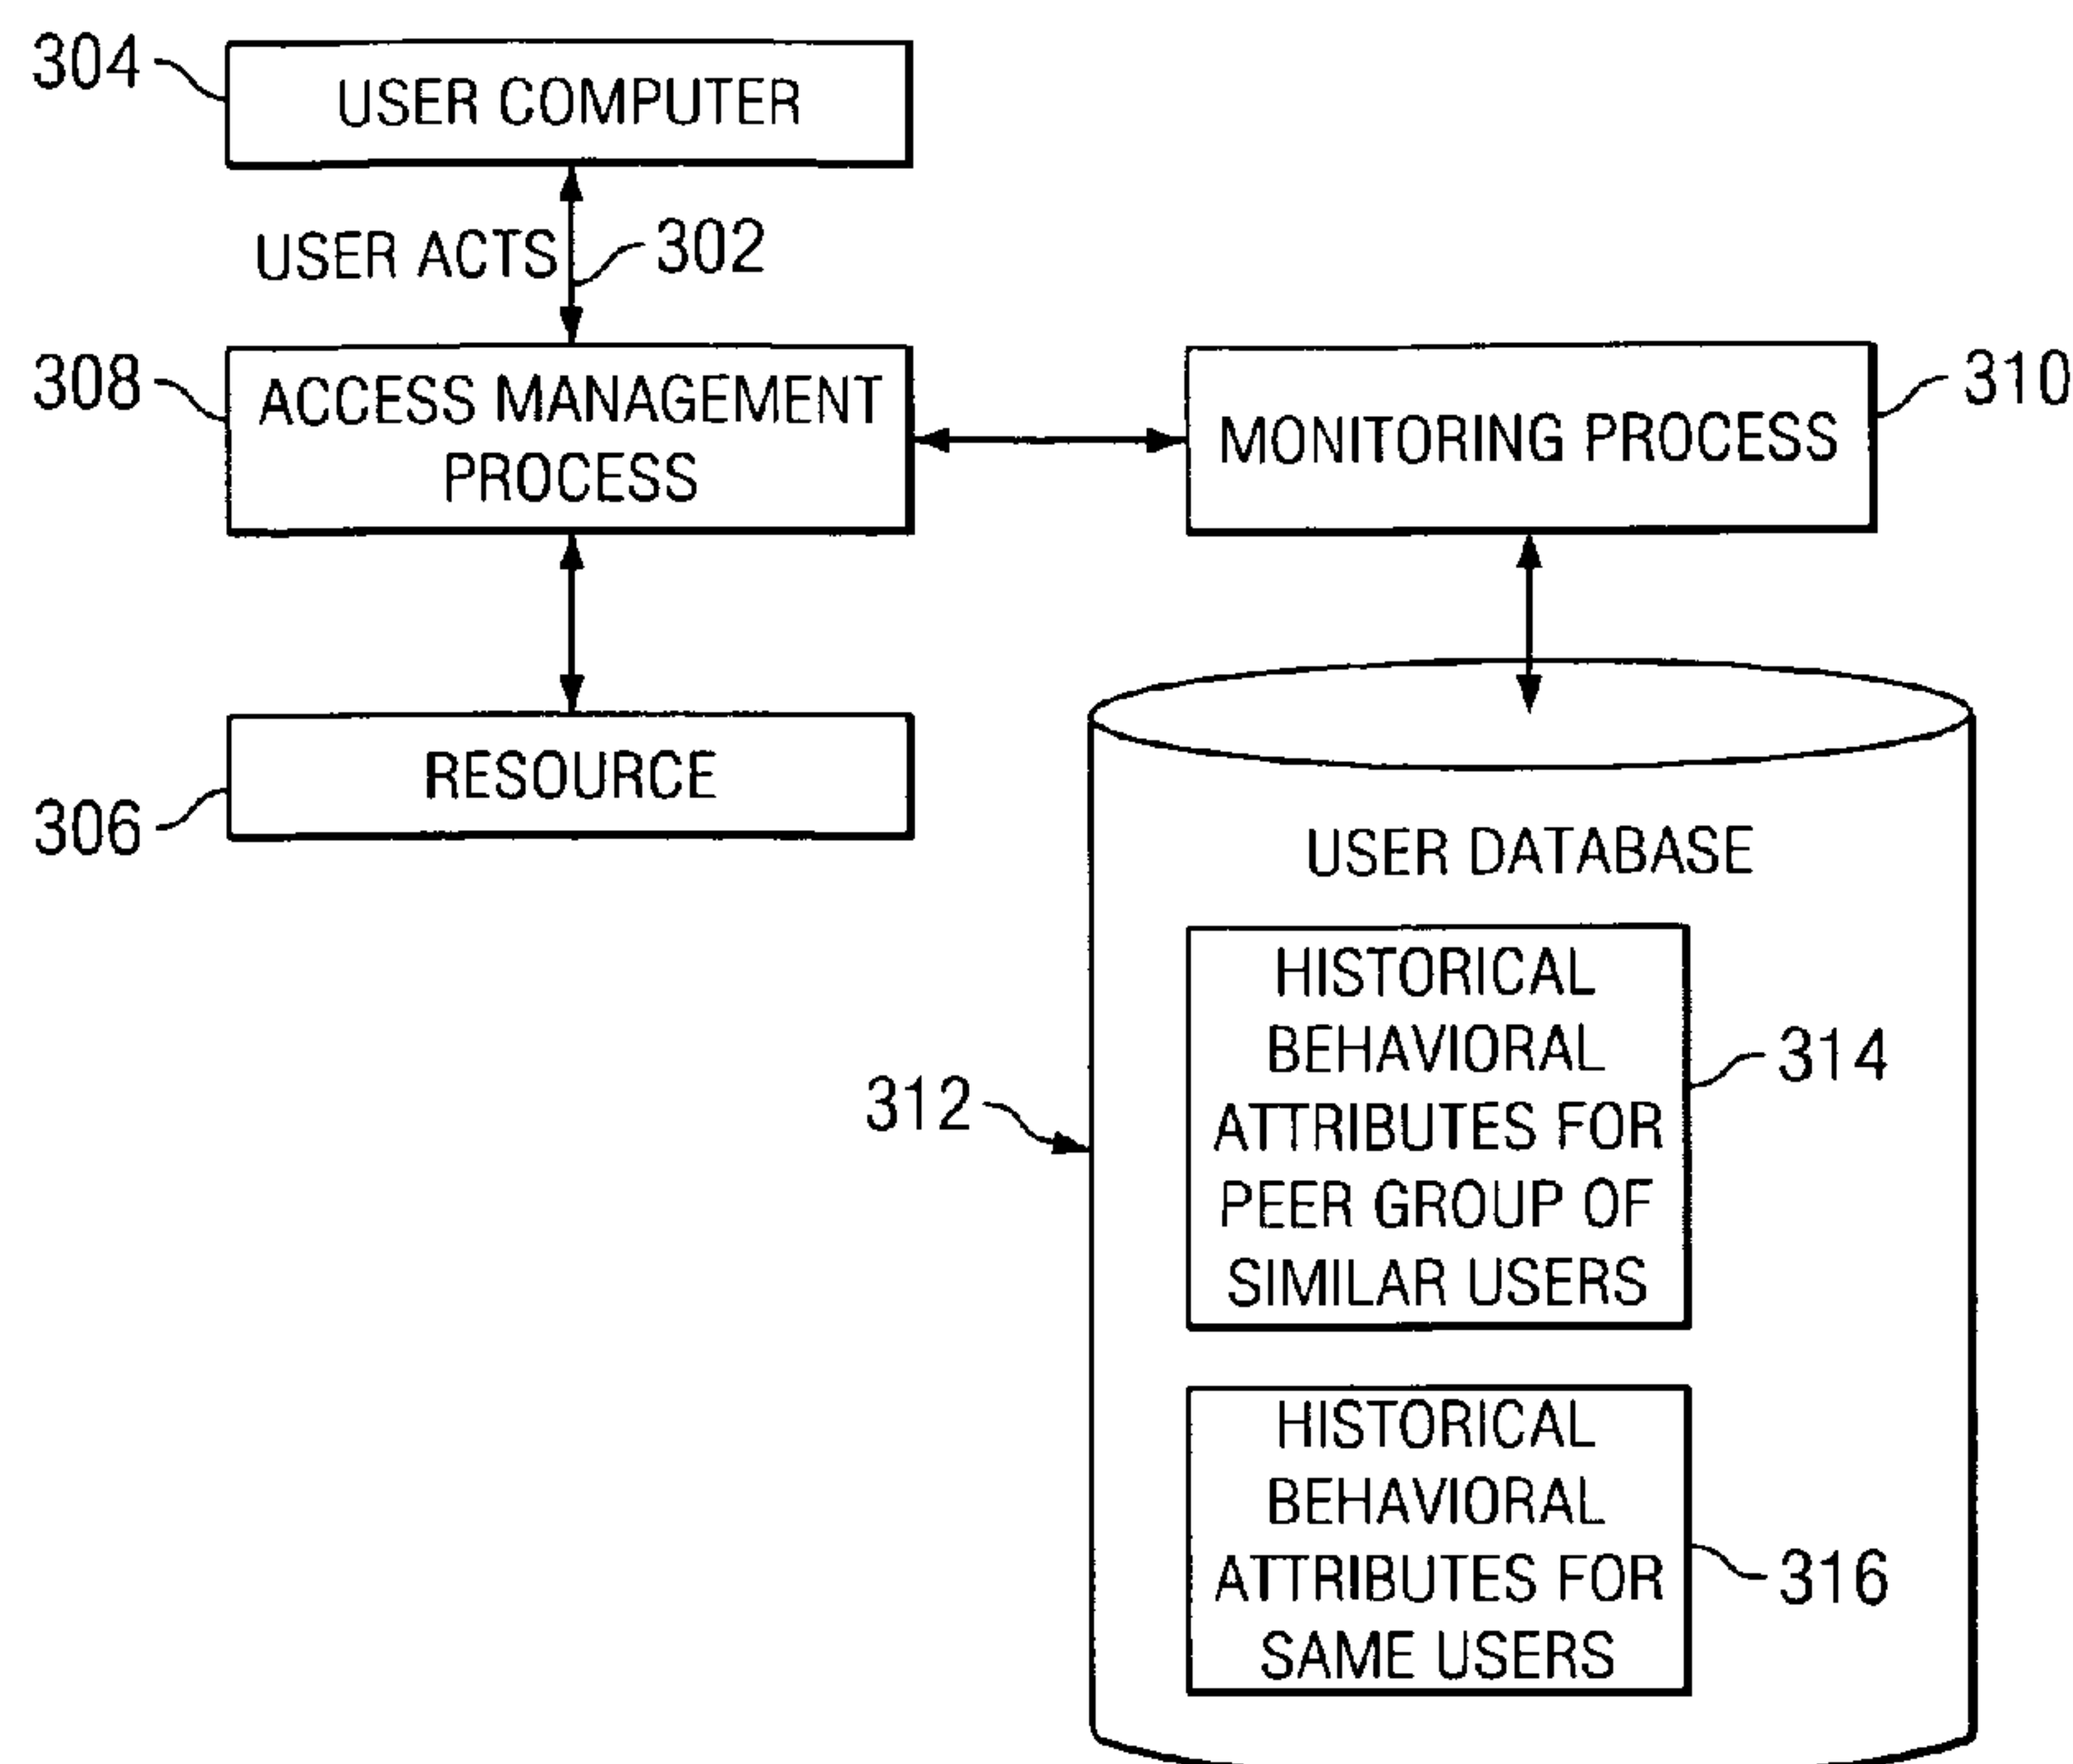 304
USER COMPUTER
USER ACTS
302
308
ACCESS MANAGEMENT
PROCESS
MONITORING PROCESS
310
RESOURCE
306
USER DATABASE
HISTORICAL
BEHAVIORAL
ATTRIBUTES FOR
PEER GROUP OF
SIMILAR USERS
314
312
HISTORICAL
BEHAVIORAL
ATTRIBUTES FOR
SAME USERS
316